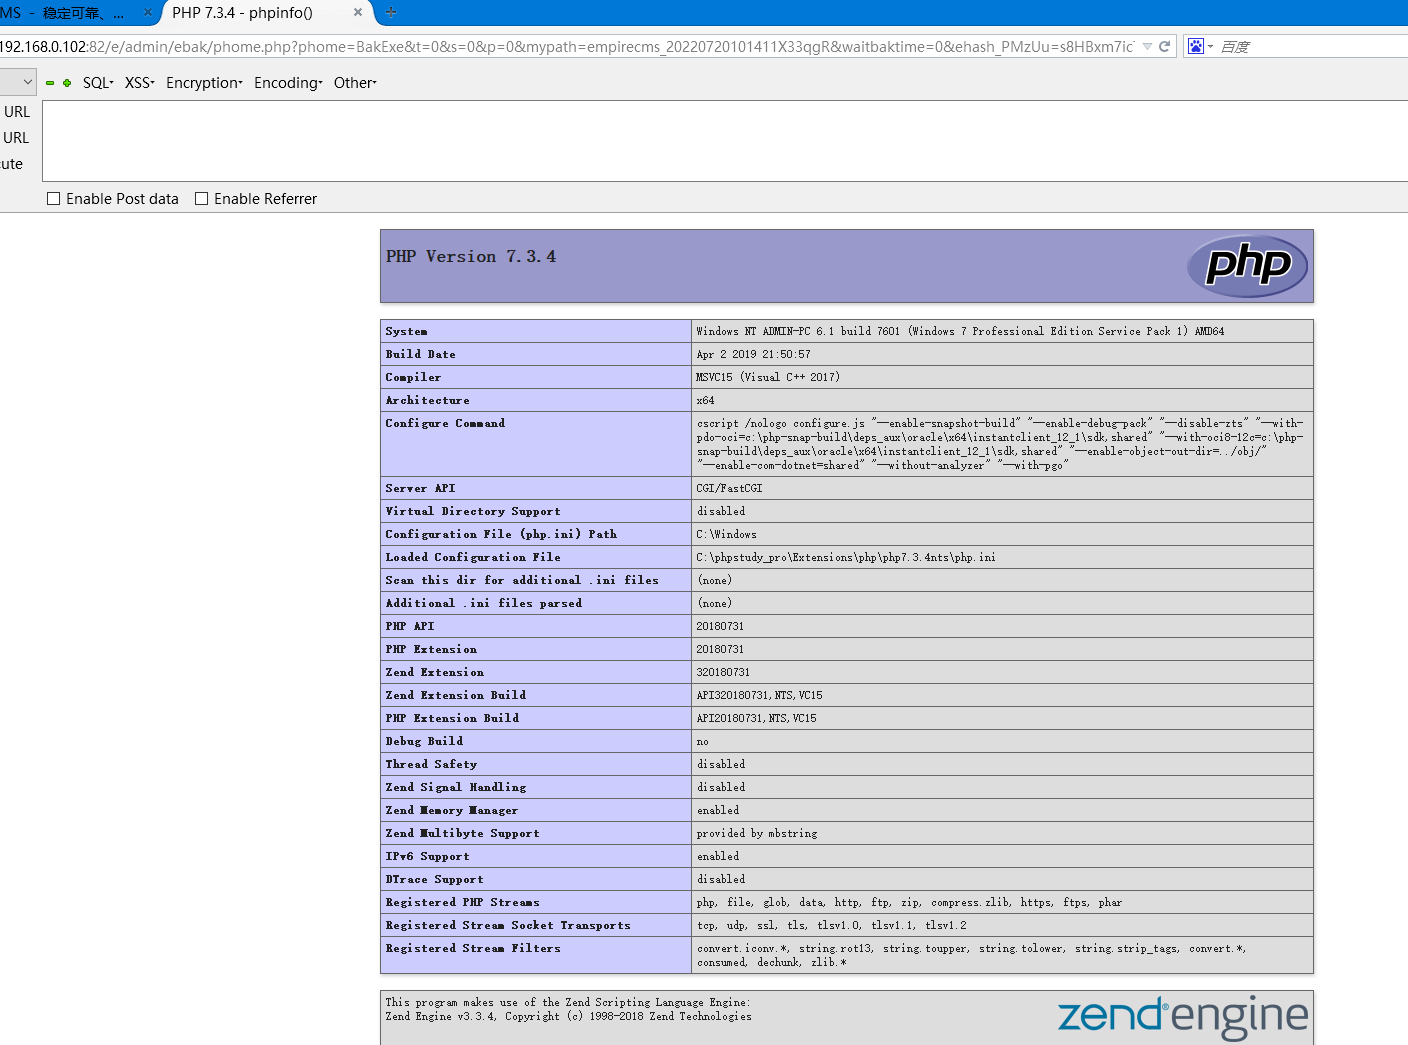 MS - 稳定可靠、...
PHP 7.3.4 - phpinfo()
192.168.0.102:82/e/admin/ebak/phome.php?phome=BakExe&t=0&s=0&p=0&mypath=empirecms_20220720101411X33qgR&waitbaktime=0&ehash_PMzUu=s8HBxm7ic
百度
SQL XSS Encryption Encoding Other
URL
URL
cute
Enable Post data Enable Referrer
PHP Version 7.3.4
php
System Windows NT ADMIN-PC 6.1 build 7601 (Windows 7 Professional Edition Service Pack 1) AMD64
Build Date Apr 2 2019 21:50:57
Compiler MSVC15 (Visual C++ 2017)
Architecture x64
Configure Command cscript /nologo configure.js "--enable-snapshot-build" "--enable-debug-pack" "--disable-zts" "--with-
pdo-oci=c:\php-snap-build\deps_aux\oracle\x64\instantclient_12_1\sdk,shared" "--with-oci8-12c=c:\php-
snap-build\deps_aux\oracle\x64\instantclient_12_1\sdk,shared" "--enable-object-out-dir=../obj/"
"--enable-com-dotnet=shared" "--without-analyzer" "--with-pgo"
Server API CGI/FastCGI
Virtual Directory Support disabled
Configuration File (php.ini) Path C:\Windows
Loaded Configuration File C:\phpstudy_pro\Extensions\php\php7.3.4nts\php.ini
Scan this dir for additional .ini files (none)
Additional .ini files parsed (none)
PHP API 20180731
PHP Extension 20180731
Zend Extension 320180731
Zend Extension Build API320180731,NTS,VC15
PHP Extension Build API20180731,NTS,VC15
Debug Build no
Thread Safety disabled
Zend Signal Handling disabled
Zend Memory Manager enabled
Zend Multibyte Support provided by mbstring
IPv6 Support enabled
DTrace Support disabled
Registered PHP Streams php, file, glob, data, http, ftp, zip, compress.zlib, https, ftps, phar
Registered Stream Socket Transports tcp, udp, ssl, tls, tlsv1.0, tlsv1.1, tlsv1.2
Registered Stream Filters convert.iconv.*, string.rot13, string.toupper, string.tolower, string.strip_tags, convert.*,
consumed, dechunk, zlib.*
This program makes use of the Zend Scripting Language Engine:
Zend Engine v3.3.4, Copyright (c) 1998-2018 Zend Technologies
zend® engine